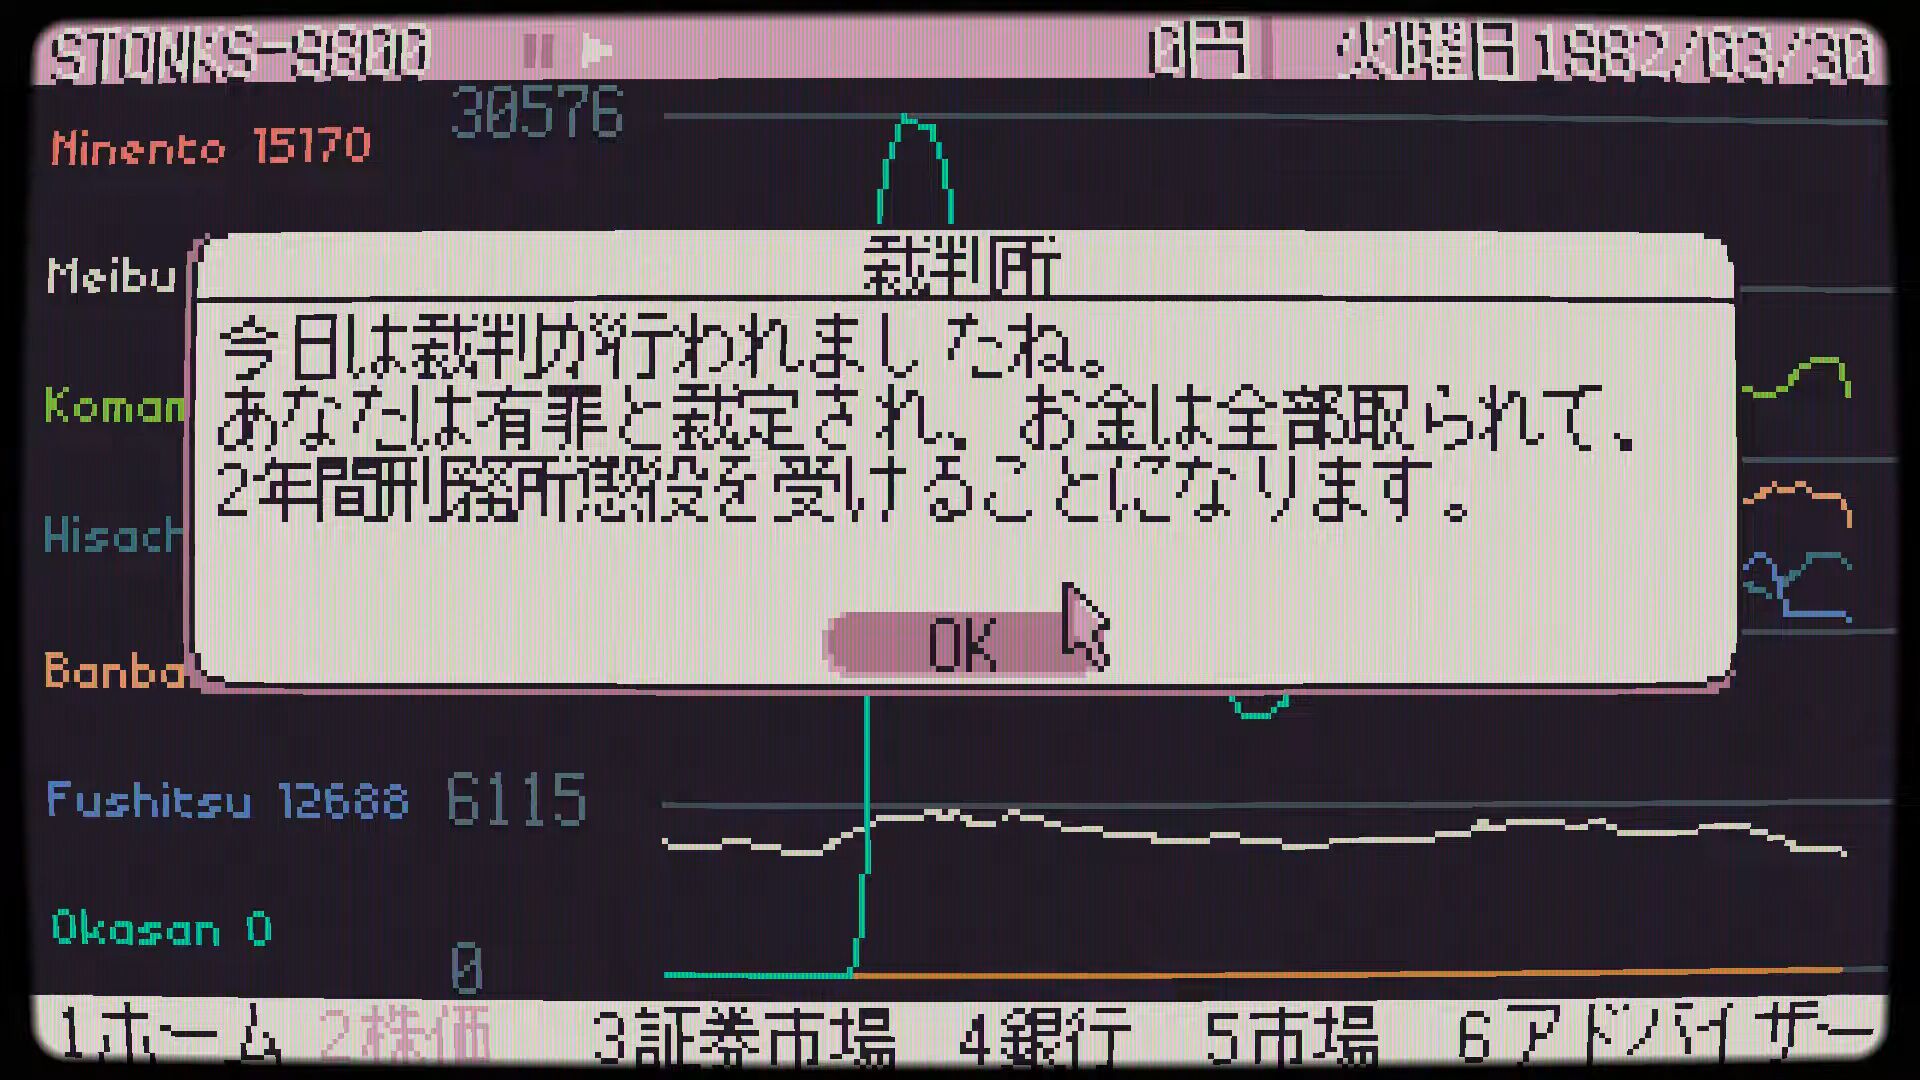 STONKS-9800
0円
火曜日 1982/03/30
Ninento 15170
30576
Meibu
Koman
Hisach
Banba
裁判所
今日は裁判が行われましたね。
あなたは有罪と裁定され、お金は全部取られて、
2年間刑務所懲役を受けることになります。
OK
Fushitsu 12688
6115
Okasan 0
0
1ホーム 2株価 3証券市場 4銀行 5市場 6アドバイザー